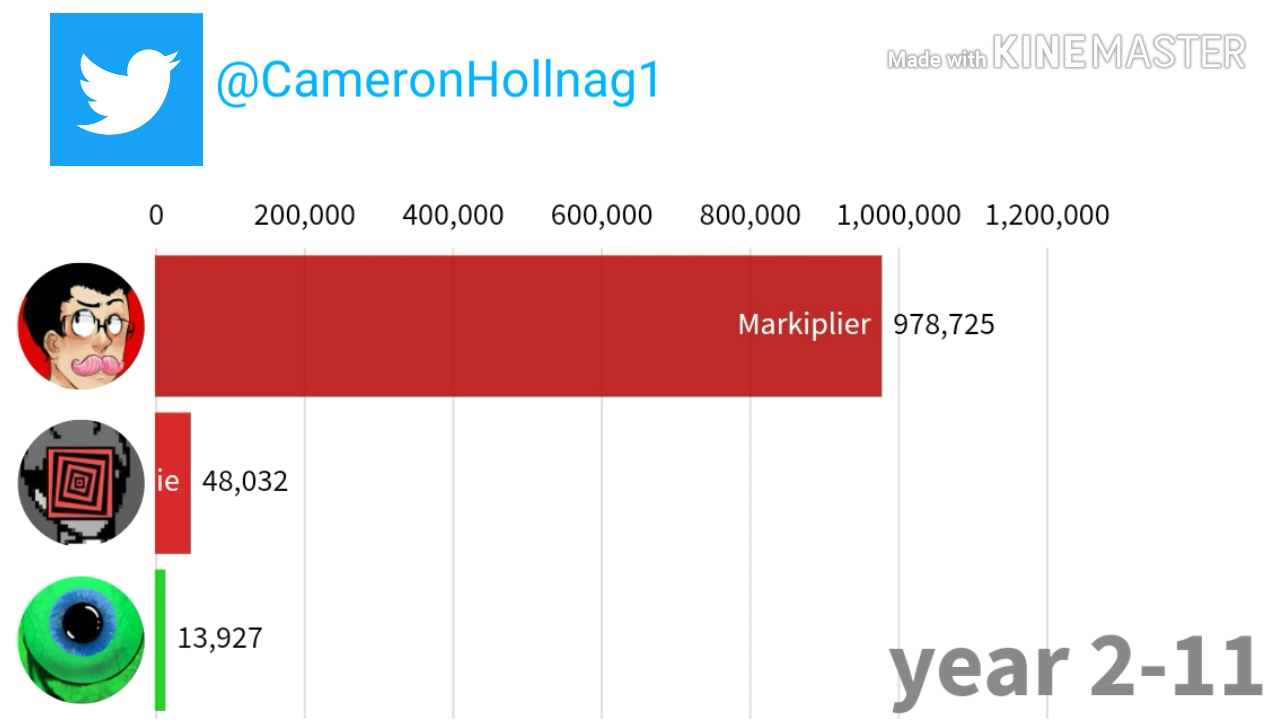 @CameronHollnag1
Made with KINEMASTER
0 200,000 400,000 600,000 800,000 1,000,000 1,200,000
Markiplier 978,725
ie 48,032
13,927
year 2-11